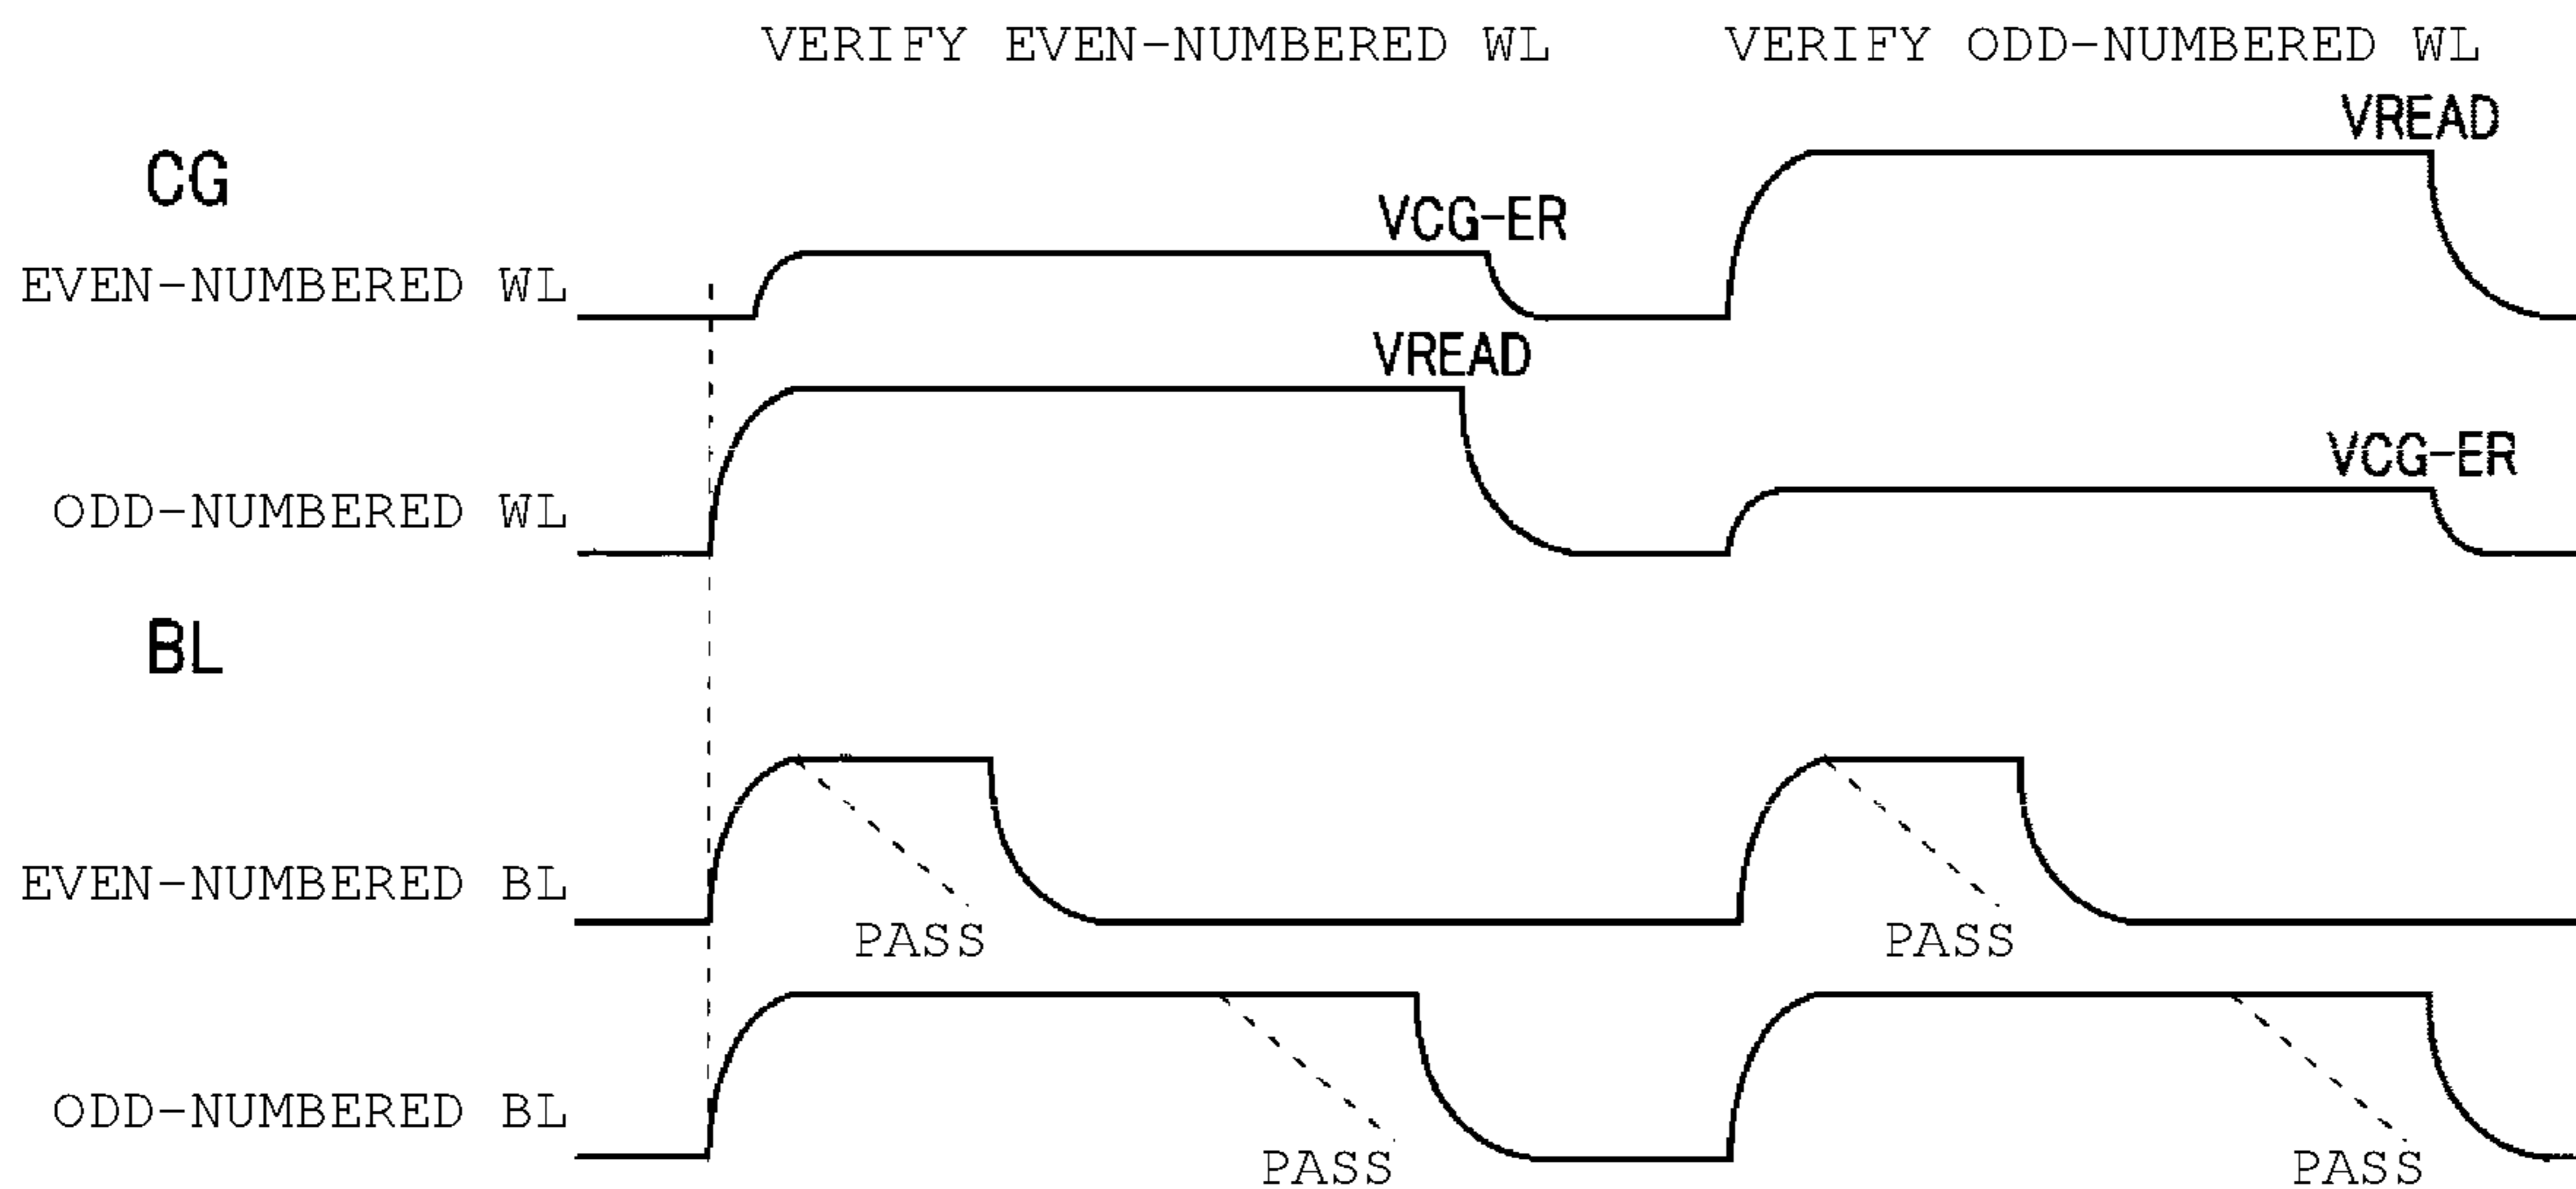 VERIFY EVEN-NUMBERED WL
VERIFY ODD-NUMBERED WL
VREAD
CG
VCG-ER
EVEN-NUMBERED WL
VREAD
VCG-ER
ODD-NUMBERED WL
BL
EVEN-NUMBERED BL
PASS
PASS
ODD-NUMBERED BL
PASS
PASS